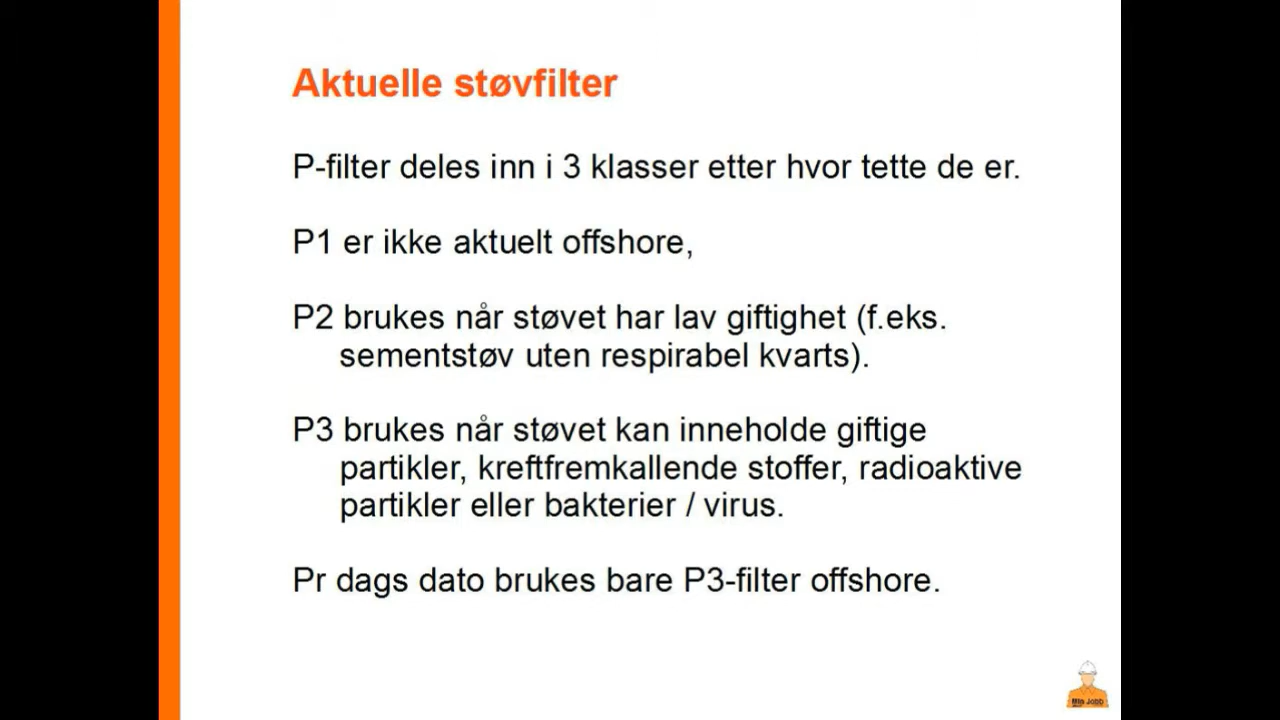 Aktuelle støvfilter
P-filter deles inn i 3 klasser etter hvor tette de er.
P1 er ikke aktuelt offshore,
P2 brukes når støvet har lav giftighet (f.eks.
sementstøv uten respirabel kvarts).
P3 brukes når støvet kan inneholde giftige
partikler, kreftfremkallende stoffer, radioaktive
partikler eller bakterier / virus.
Pr dags dato brukes bare P3-filter offshore.
Min Jobb